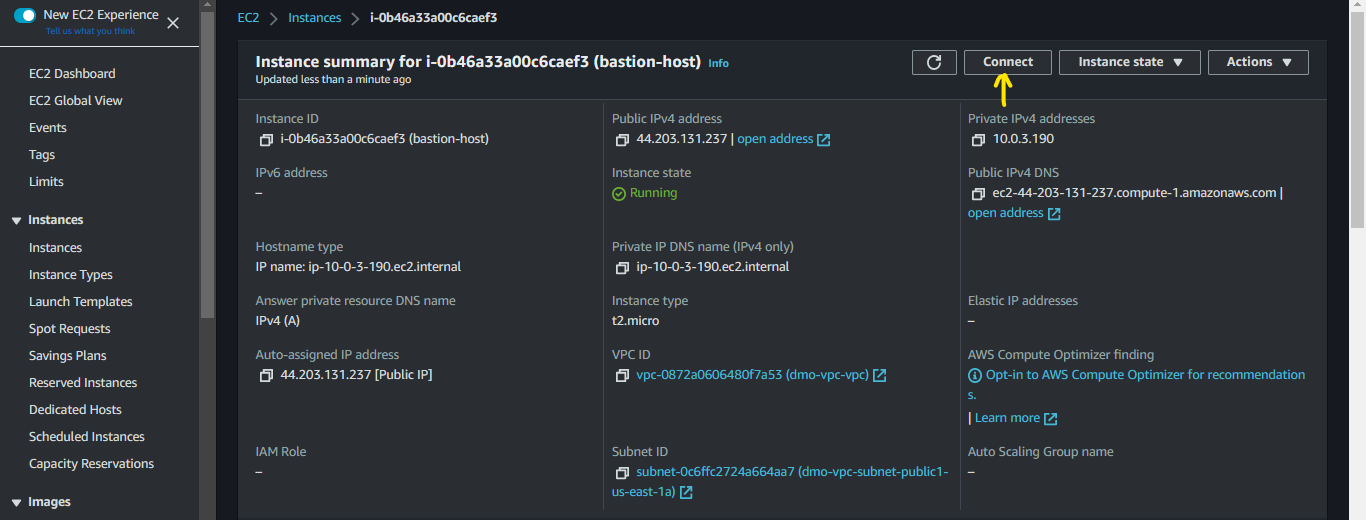 New EC2 Experience
Tell us what you think
EC2 Dashboard
EC2 Global View
Events
Tags
Limits
Instances
Instances
Instance Types
Launch Templates
Spot Requests
Savings Plans
Reserved Instances
Dedicated Hosts
Scheduled Instances
Capacity Reservations
Images
EC2 Instances i-0b46a33a00c6caef3
Instance summary for i-0b46a33a00c6caef3 (bastion-host) Info
Updated less than a minute ago
Connect
Instance state
Actions
Instance ID
i-0b46a33a00c6caef3 (bastion-host)
Public IPv4 address
44.203.131.237 | open address
Private IPv4 addresses
10.0.3.190
IPv6 address
–
Instance state
Running
Public IPv4 DNS
ec2-44-203-131-237.compute-1.amazonaws.com |
open address
Hostname type
IP name: ip-10-0-3-190.ec2.internal
Private IP DNS name (IPv4 only)
ip-10-0-3-190.ec2.internal
Answer private resource DNS name
IPv4 (A)
Instance type
t2.micro
Elastic IP addresses
–
Auto-assigned IP address
44.203.131.237 [Public IP]
VPC ID
vpc-0872a0606480f7a53 (dmo-vpc-vpc)
AWS Compute Optimizer finding
Opt-in to AWS Compute Optimizer for recommendation
s.
| Learn more
IAM Role
–
Subnet ID
subnet-0c6ffc2724a664aa7 (dmo-vpc-subnet-public1-
us-east-1a)
Auto Scaling Group name
–